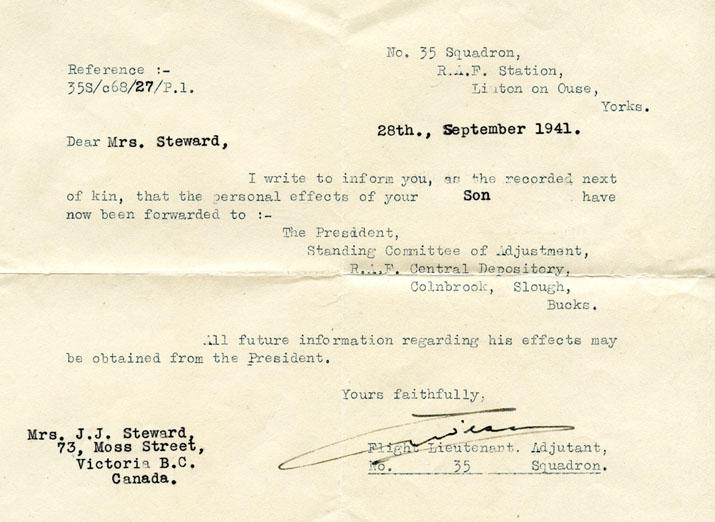 No. 35 Squadron,
Reference :-
R.A.F. Station,
35S/c68/27/P.1.
Linton on Ouse,
Yorks.
28th., September 1941.
Dear Mrs. Steward,
I write to inform you, as the recorded next
of kin, that the personal effects of your Son have
now been forwarded to :-
The President,
Standing Committee of Adjustment,
R.A.F. Central Depository,
Colnbrook, Slough,
Bucks.
All future information regarding his effects may
be obtained from the President.
Yours faithfully,
Mrs. J.J. Steward,
73, Moss Street,
Victoria B.C.
Canada.
Flight Lieutenant. Adjutant,
No. 35 Squadron.